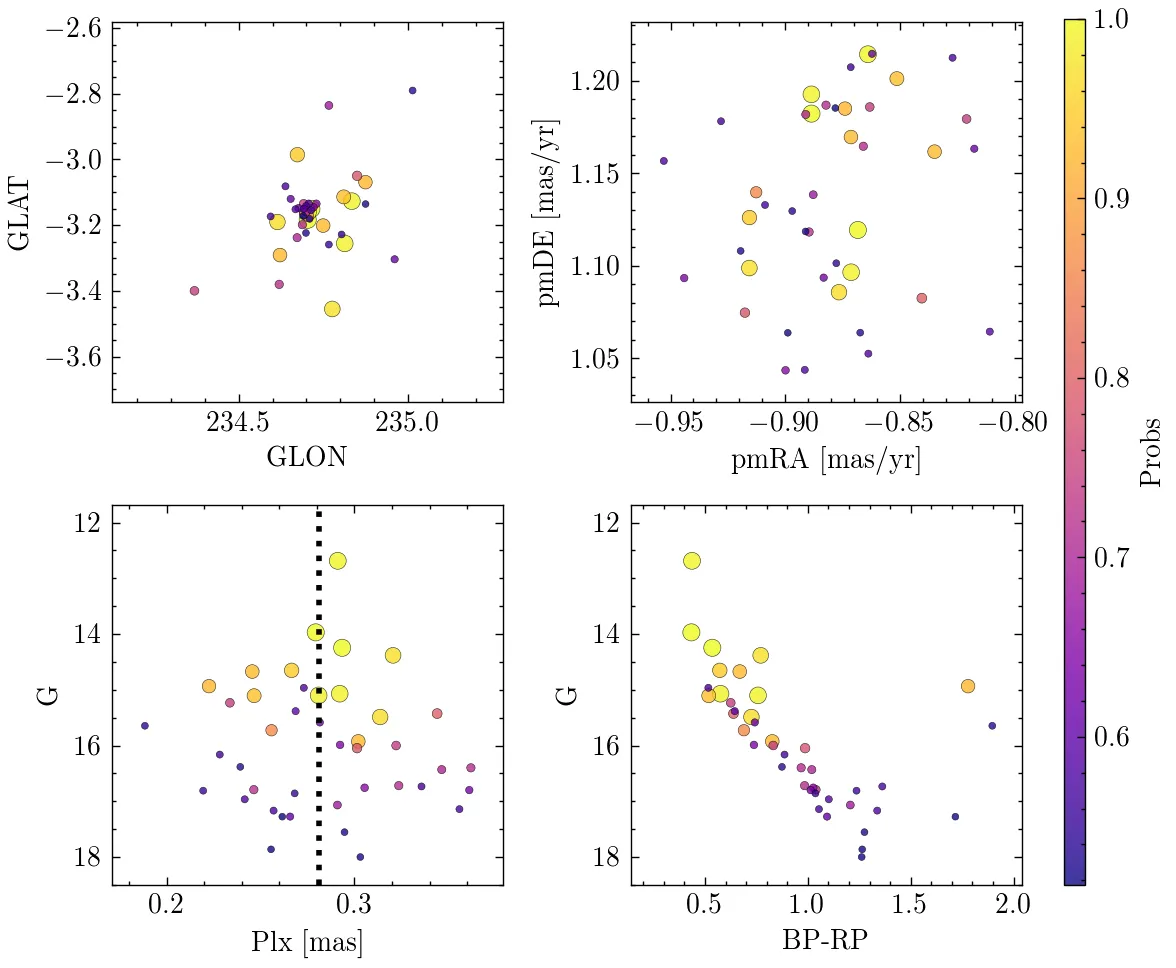 −2.6
−2.8
−3.0
−3.2
−3.4
−3.6
GLAT
234.5 235.0
GLON
1.20
1.15
1.10
1.05
pmDE [mas/yr]
−0.95 −0.90 −0.85 −0.80
pmRA [mas/yr]
12
14
16
18
G
0.2 0.3
Plx [mas]
12
14
16
18
G
0.5 1.0 1.5 2.0
BP-RP
1.0
0.9
0.8
0.7
0.6
Probs